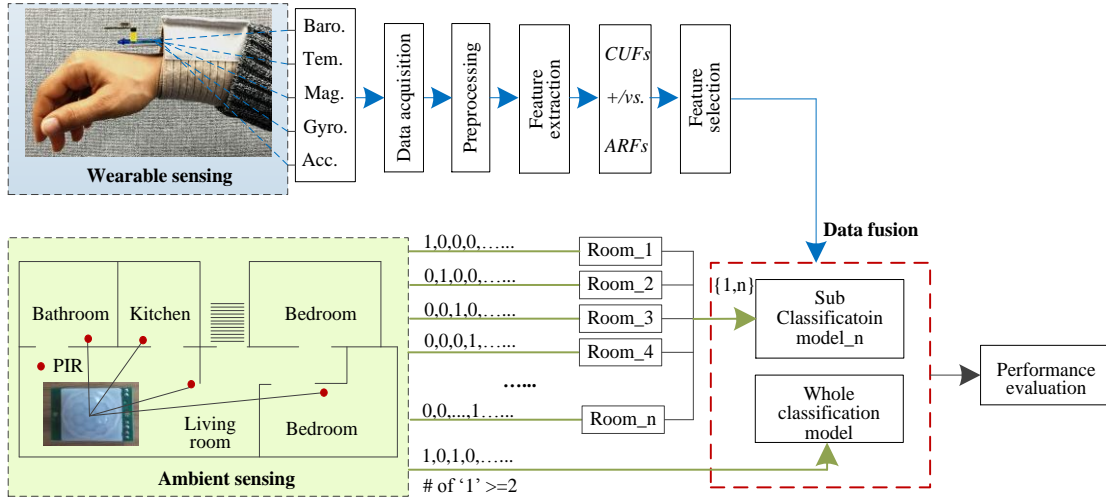 Baro.
Tem.
Mag.
Gyro.
Acc.
Wearable sensing
Data acquisition
Preprocessing
Feature
extraction
CUFs
+/vs.
ARFs
Feature
selection
Data fusion
1,0,0,0,…...
Room_1
0,1,0,0,…...
Room_2
0,0,1,0,…...
Room_3
0,0,0,1,…...
Room_4
…...
0,0,...,1…...
Room_n
1,0,1,0,…...
# of ‘1’ >=2
Bathroom
Kitchen
Bedroom
PIR
Living
room
Bedroom
Ambient sensing
{1,n}
Sub
Classificatoin
model_n
Whole
classification
model
Performance
evaluation